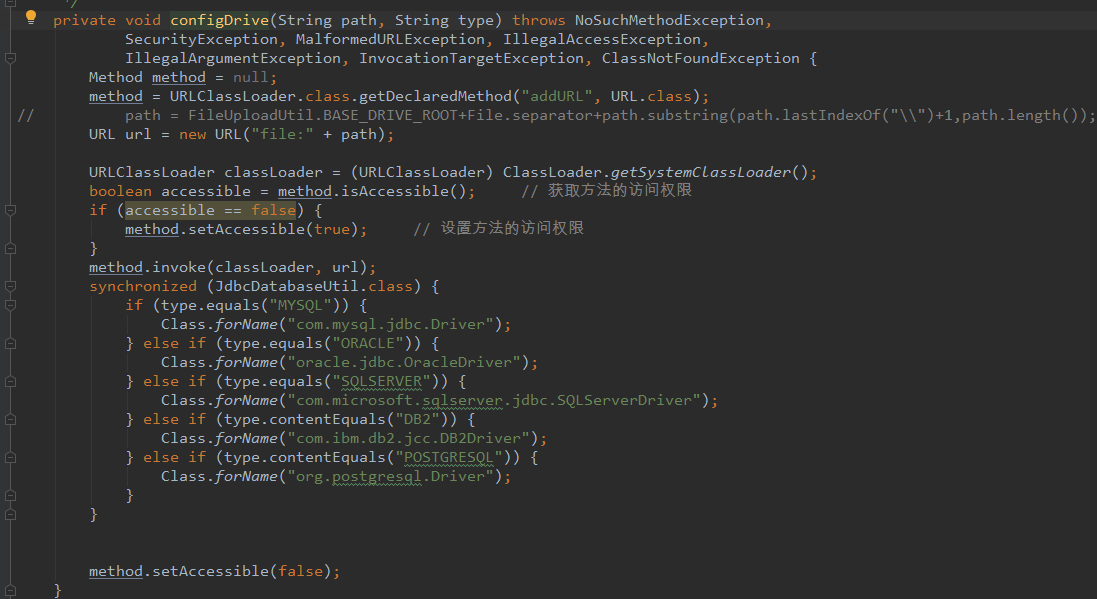 */
private void configDrive(String path, String type) throws NoSuchMethodException,
        SecurityException, MalformedURLException, IllegalAccessException,
        IllegalArgumentException, InvocationTargetException, ClassNotFoundException {
    Method method = null;
    method = URLClassLoader.class.getDeclaredMethod("addURL", URL.class);
//          path = FileUploadUtil.BASE_DRIVE_ROOT+File.separator+path.substring(path.lastIndexOf("\\")+1,path.length());
    URL url = new URL("file:" + path);
    URLClassLoader classLoader = (URLClassLoader) ClassLoader.getSystemClassLoader();
    boolean accessible = method.isAccessible();     // 获取方法的访问权限
    if (accessible == false) {
        method.setAccessible(true);     // 设置方法的访问权限
    }
    method.invoke(classLoader, url);
    synchronized (JdbcDatabaseUtil.class) {
        if (type.equals("MYSQL")) {
            Class.forName("com.mysql.jdbc.Driver");
        } else if (type.equals("ORACLE")) {
            Class.forName("oracle.jdbc.OracleDriver");
        } else if (type.equals("SQLSERVER")) {
            Class.forName("com.microsoft.sqlserver.jdbc.SQLServerDriver");
        } else if (type.contentEquals("DB2")) {
            Class.forName("com.ibm.db2.jcc.DB2Driver");
        } else if (type.contentEquals("POSTGRESQL")) {
            Class.forName("org.postgresql.Driver");
        }
    }
    method.setAccessible(false);
}